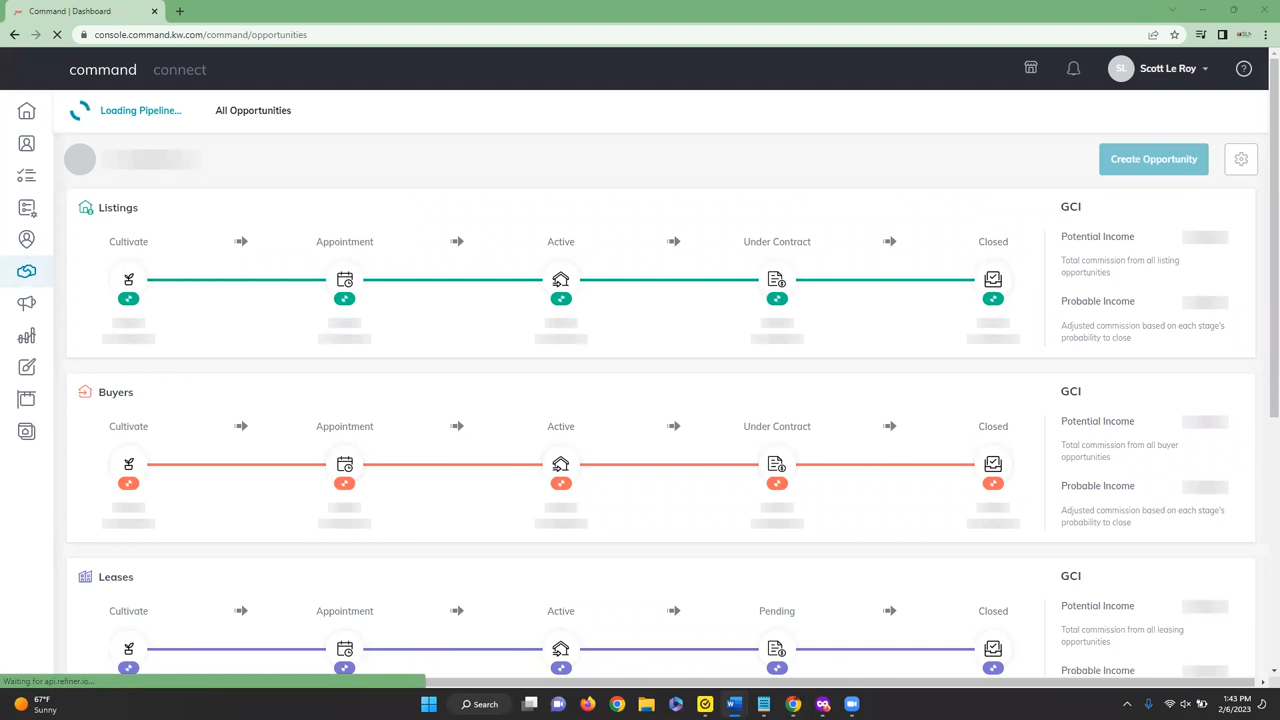 Command | Dashboard
console.command.kw.com/command/opportunities
command connect
SL Scott Le Roy
Loading Pipeline... All Opportunities
Create Opportunity
Listings
Cultivate Appointment Active Under Contract Closed
GCI
Potential Income
Total commission from all listing
opportunities
Probable Income
Adjusted commission based on each stage's
probability to close
Buyers
Cultivate Appointment Active Under Contract Closed
GCI
Potential Income
Total commission from all buyer
opportunities
Probable Income
Adjusted commission based on each stage's
probability to close
Leases
Cultivate Appointment Active Pending Closed
GCI
Potential Income
Total commission from all leasing
opportunities
Probable Income
Waiting for api.refiner.io...
67°F
Sunny
Search
1:43 PM
2/6/2023